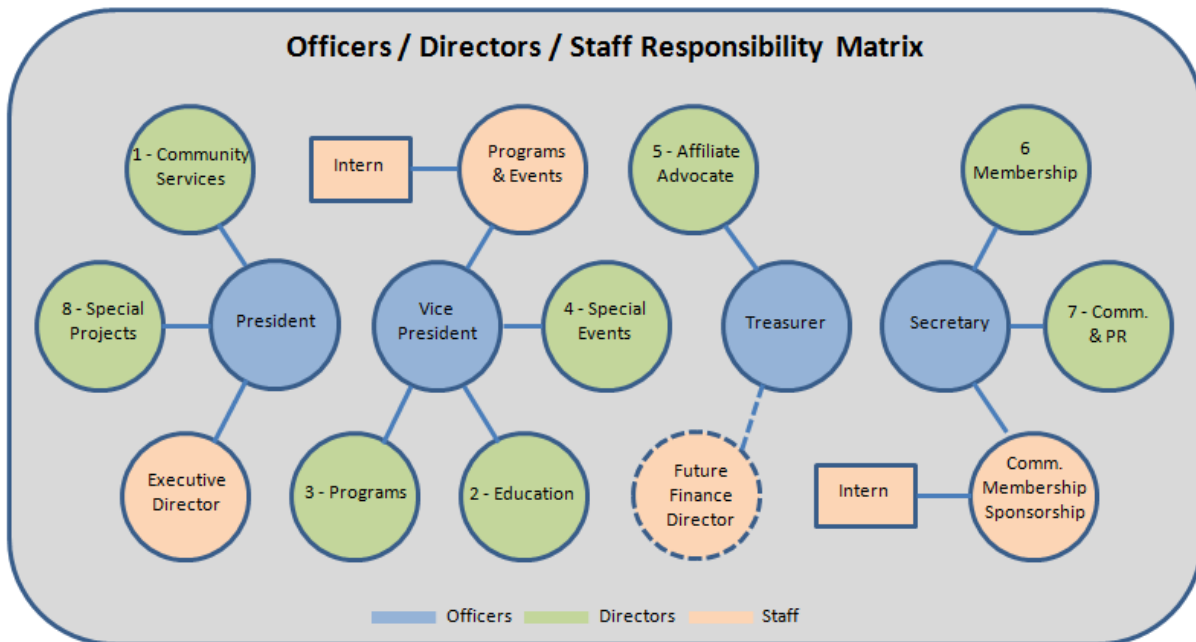 Officers / Directors / Staff Responsibility Matrix
1 - Community
Services
Intern
Programs
& Events
5 - Affiliate
Advocate
6
Membership
8 - Special
Projects
President
Vice
President
4 - Special
Events
Treasurer
Secretary
7 - Comm.
& PR
Executive
Director
3 - Programs
2 - Education
Future
Finance
Director
Intern
Comm.
Membership
Sponsorship
Officers
Directors
Staff